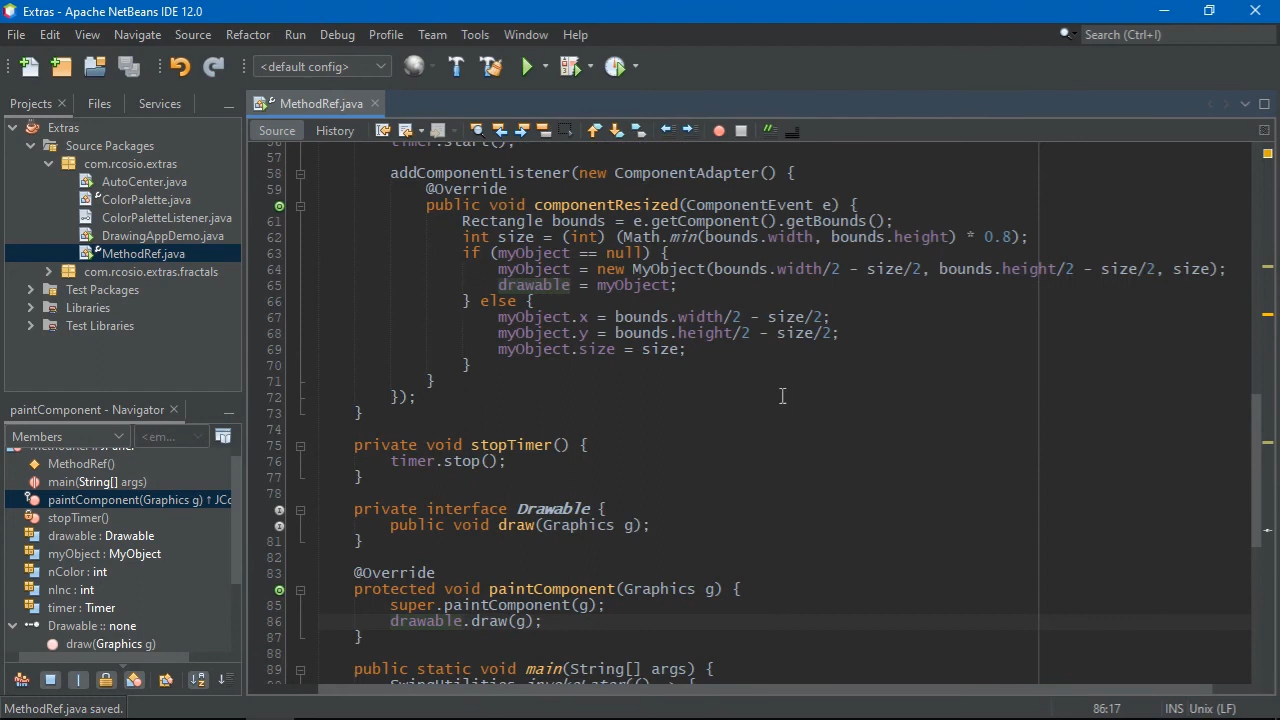 Extras - Apache NetBeans IDE 12.0
File Edit View Navigate Source Refactor Run Debug Profile Team Tools Window Help
Search (Ctrl+I)
<default config>
Projects Files Services
MethodRef.java
Source History
Extras
Source Packages
com.rcosio.extras
AutoCenter.java
ColorPalette.java
ColorPaletteListener.java
DrawingAppDemo.java
MethodRef.java
com.rcosio.extras.fractals
Test Packages
Libraries
Test Libraries
paintComponent - Navigator
Members
<em...
MethodRef()
main(String[] args)
paintComponent(Graphics g) ↑ JCo
stopTimer()
drawable : Drawable
myObject : MyObject
nColor : int
nInc : int
timer : Timer
Drawable :: none
draw(Graphics g)
56 timer.start();
57
58 addComponentListener(new ComponentAdapter() {
59 @Override
public void componentResized(ComponentEvent e) {
61 Rectangle bounds = e.getComponent().getBounds();
62 int size = (int) (Math.min(bounds.width, bounds.height) * 0.8);
63 if (myObject == null) {
64 myObject = new MyObject(bounds.width/2 - size/2, bounds.height/2 - size/2, size);
65 drawable = myObject;
66 } else {
67 myObject.x = bounds.width/2 - size/2;
68 myObject.y = bounds.height/2 - size/2;
69 myObject.size = size;
70 }
71 }
72 });
73 }
74
75 private void stopTimer() {
76 timer.stop();
77 }
78
private interface Drawable {
public void draw(Graphics g);
81 }
82
83 @Override
protected void paintComponent(Graphics g) {
85 super.paintComponent(g);
86 drawable.draw(g);
87 }
88
89 public static void main(String[] args) {
SwingUtilities.invokeLater(() -> {
MethodRef.java saved.
86:17 INS Unix (LF)